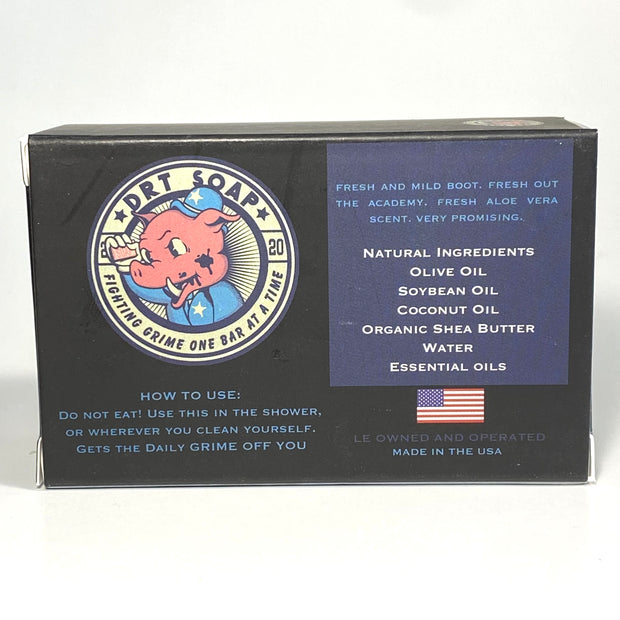 DRT SOAP
20
FIGHTING GRIME ONE BAR AT A TIME
HOW TO USE:
DO NOT EAT! USE THIS IN THE SHOWER,
OR WHEREVER YOU CLEAN YOURSELF.
GETS THE DAILY GRIME OFF YOU
FRESH AND MILD BOOT. FRESH OUT
THE ACADEMY. FRESH ALOE VERA
SCENT. VERY PROMISING.
NATURAL INGREDIENTS
OLIVE OIL
SOYBEAN OIL
COCONUT OIL
ORGANIC SHEA BUTTER
WATER
ESSENTIAL OILS
LE OWNED AND OPERATED
MADE IN THE USA